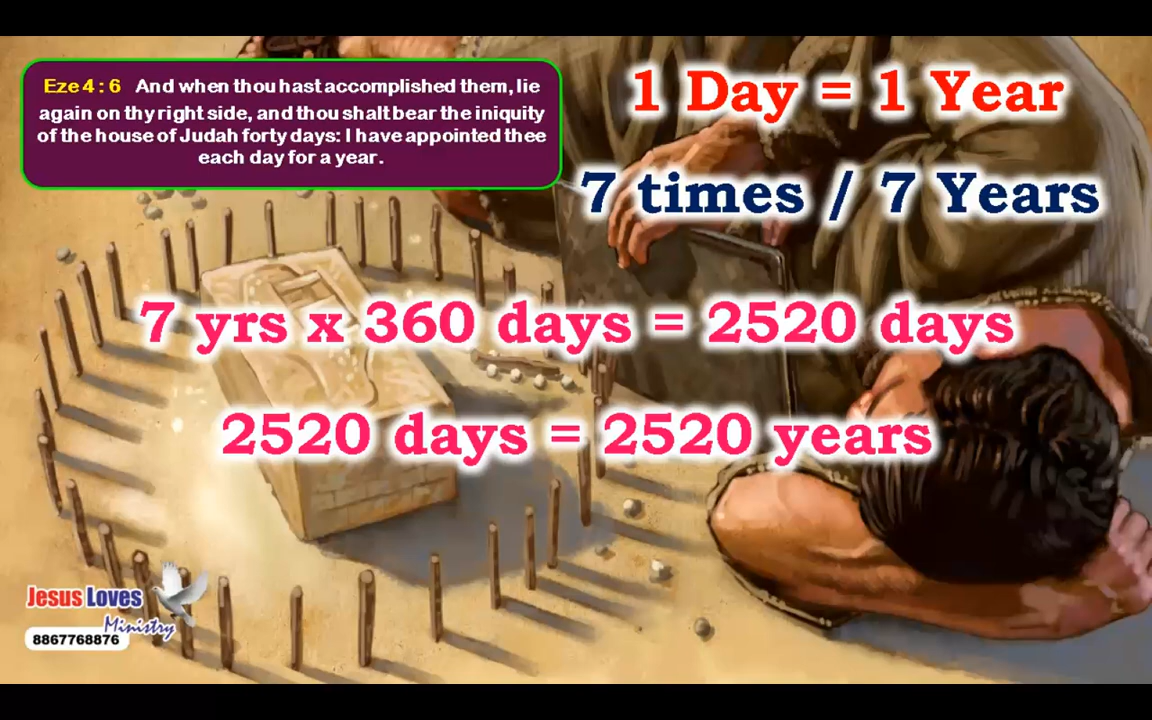 Eze 4 : 6 And when thou hast accomplished them, lie
again on thy right side, and thou shalt bear the iniquity
of the house of Judah forty days: I have appointed thee
each day for a year.
1 Day = 1 Year
7 times / 7 Years
7 yrs x 360 days = 2520 days
2520 days = 2520 years
Jesus Loves
Ministry
8867768876